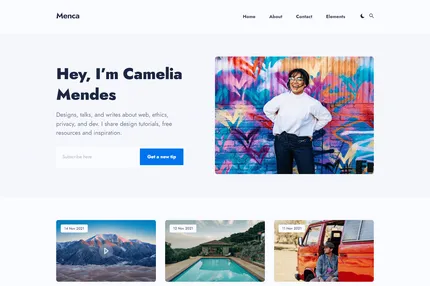 Menca
Home About Contact Elements
Hey, I'm Camelia
Mendes
Designs, talks, and writes about web, ethics,
privacy, and dev. I share design tutorials, free
resources and inspiration.
Subscribe here
Get a new tip
14 Nov 2021
13 Nov 2021
11 Nov 2021